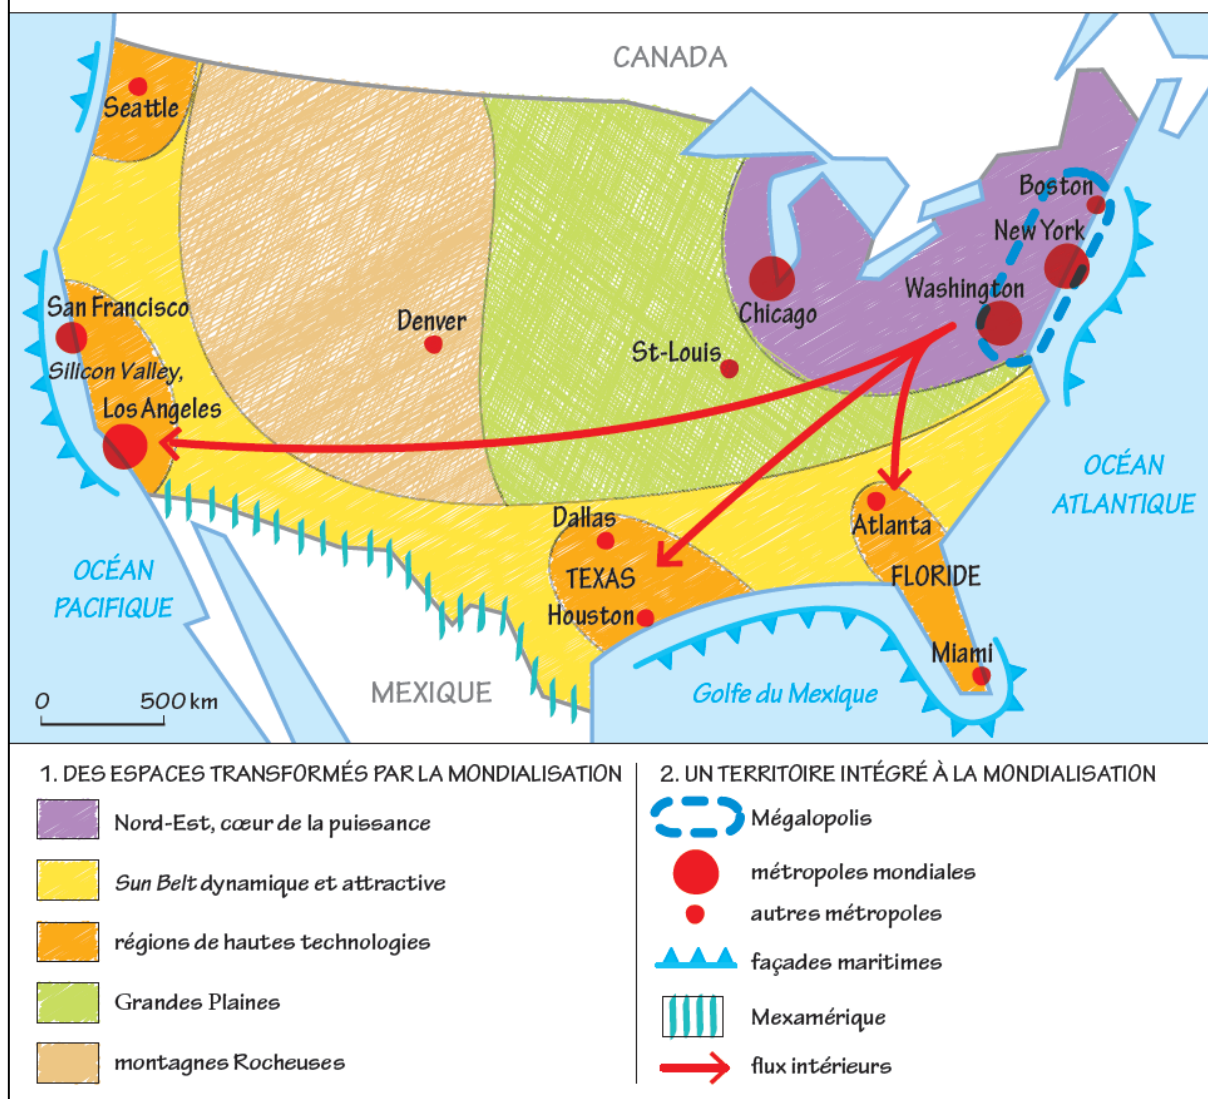 CANADA
Seattle
Boston
New York
Washington
San Francisco
Chicago
Denver
St-Louis
Silicon Valley,
Los Angeles
OCÉAN
ATLANTIQUE
Dallas
Atlanta
OCÉAN
PACIFIQUE
TEXAS
FLORIDE
Houston
Miami
MEXIQUE
Golfe du Mexique
0 500 km
1. DES ESPACES TRANSFORMÉS PAR LA MONDIALISATION
Nord-Est, cœur de la puissance
Sun Belt dynamique et attractive
régions de hautes technologies
Grandes Plaines
montagnes Rocheuses
2. UN TERRITOIRE INTÉGRÉ À LA MONDIALISATION
Mégalopolis
métropoles mondiales
autres métropoles
façades maritimes
Mexamérique
flux intérieurs